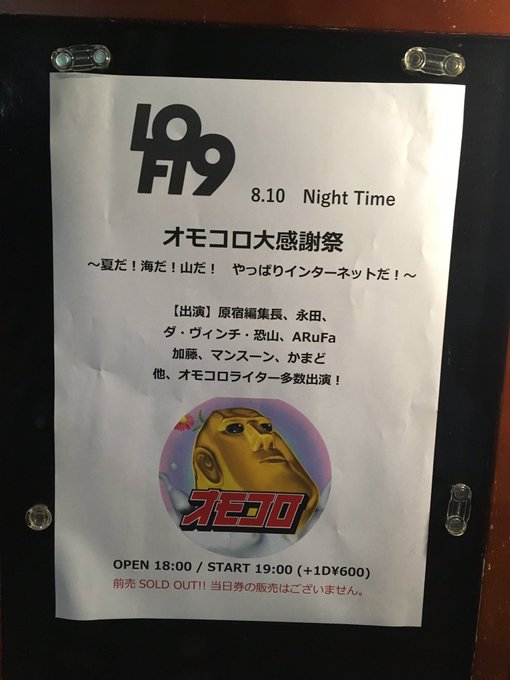 LOFT9
8.10 Night Time
オモコロ大感謝祭
～夏だ！海だ！山だ！ やっぱりインターネットだ！～
【出演】原宿編集長、永田、
ダ・ヴィンチ・恐山、ARuFa
加藤、マンスーン、かまど
他、オモコロライター多数出演！
オモコロ
OPEN 18:00 / START 19:00 (+1D¥600)
前売 SOLD OUT!! 当日券の販売はございません。